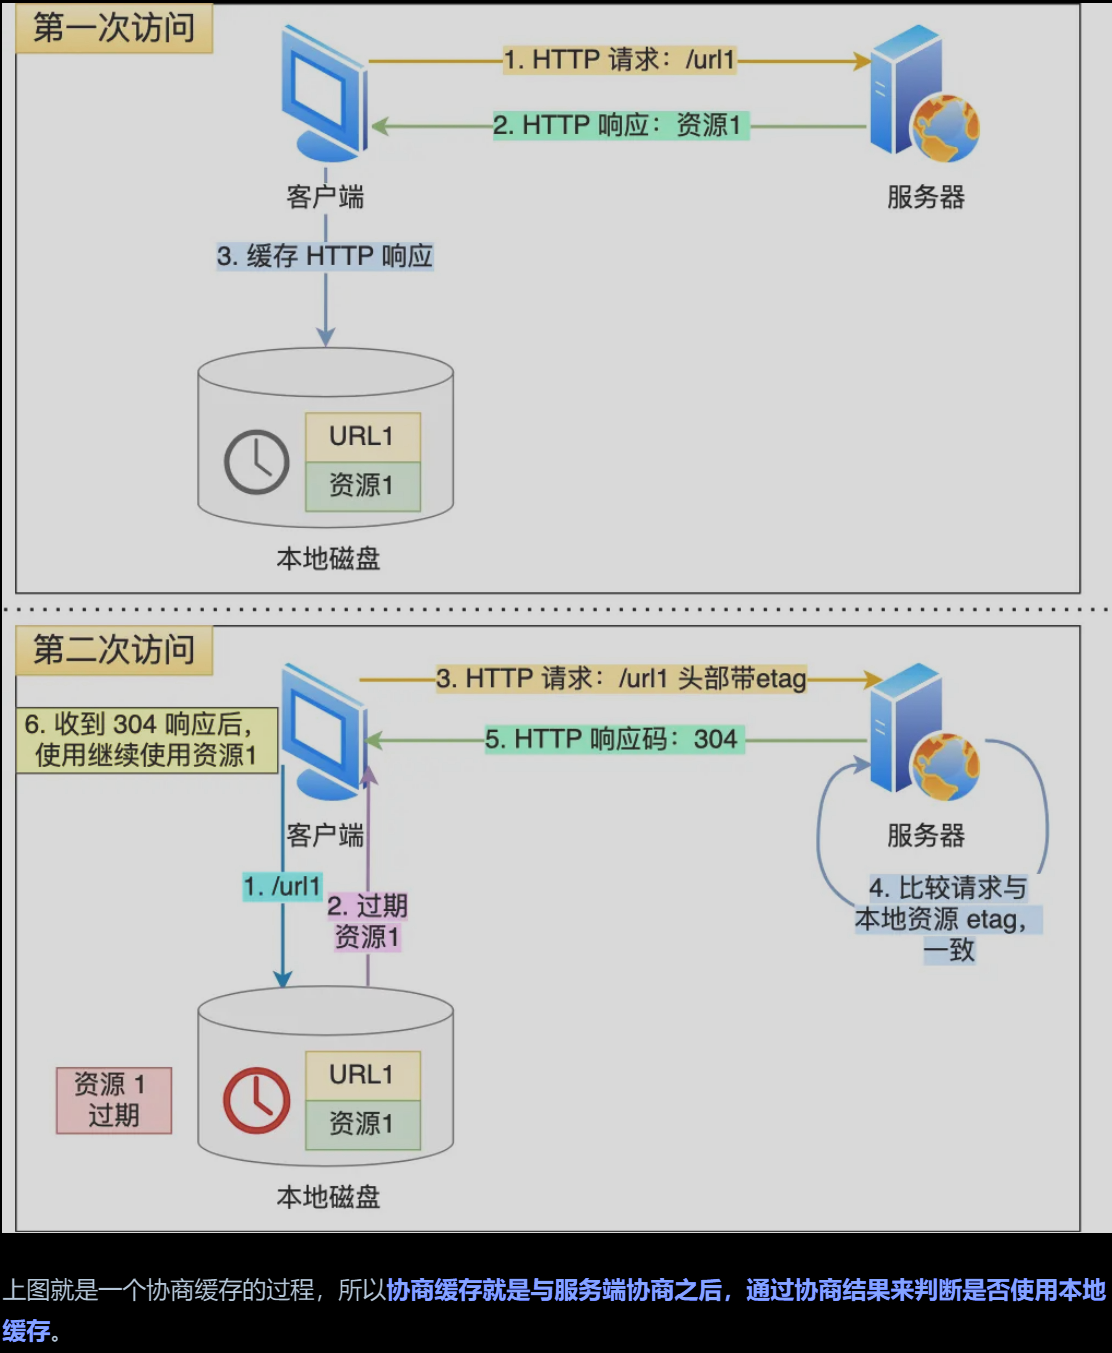 第一次访问
1. HTTP 请求：/url1
2. HTTP 响应：资源1
客户端
服务器
3. 缓存 HTTP 响应
URL1
资源1
本地磁盘
第二次访问
3. HTTP 请求：/url1 头部带etag
6. 收到 304 响应后，
使用继续使用资源1
5. HTTP 响应码：304
客户端
服务器
1. /url1
2. 过期
资源1
4. 比较请求与
本地资源 etag，
一致
URL1
资源1
资源 1
过期
本地磁盘
上图就是一个协商缓存的过程，所以协商缓存就是与服务端协商之后，通过协商结果来判断是否使用本地
缓存。